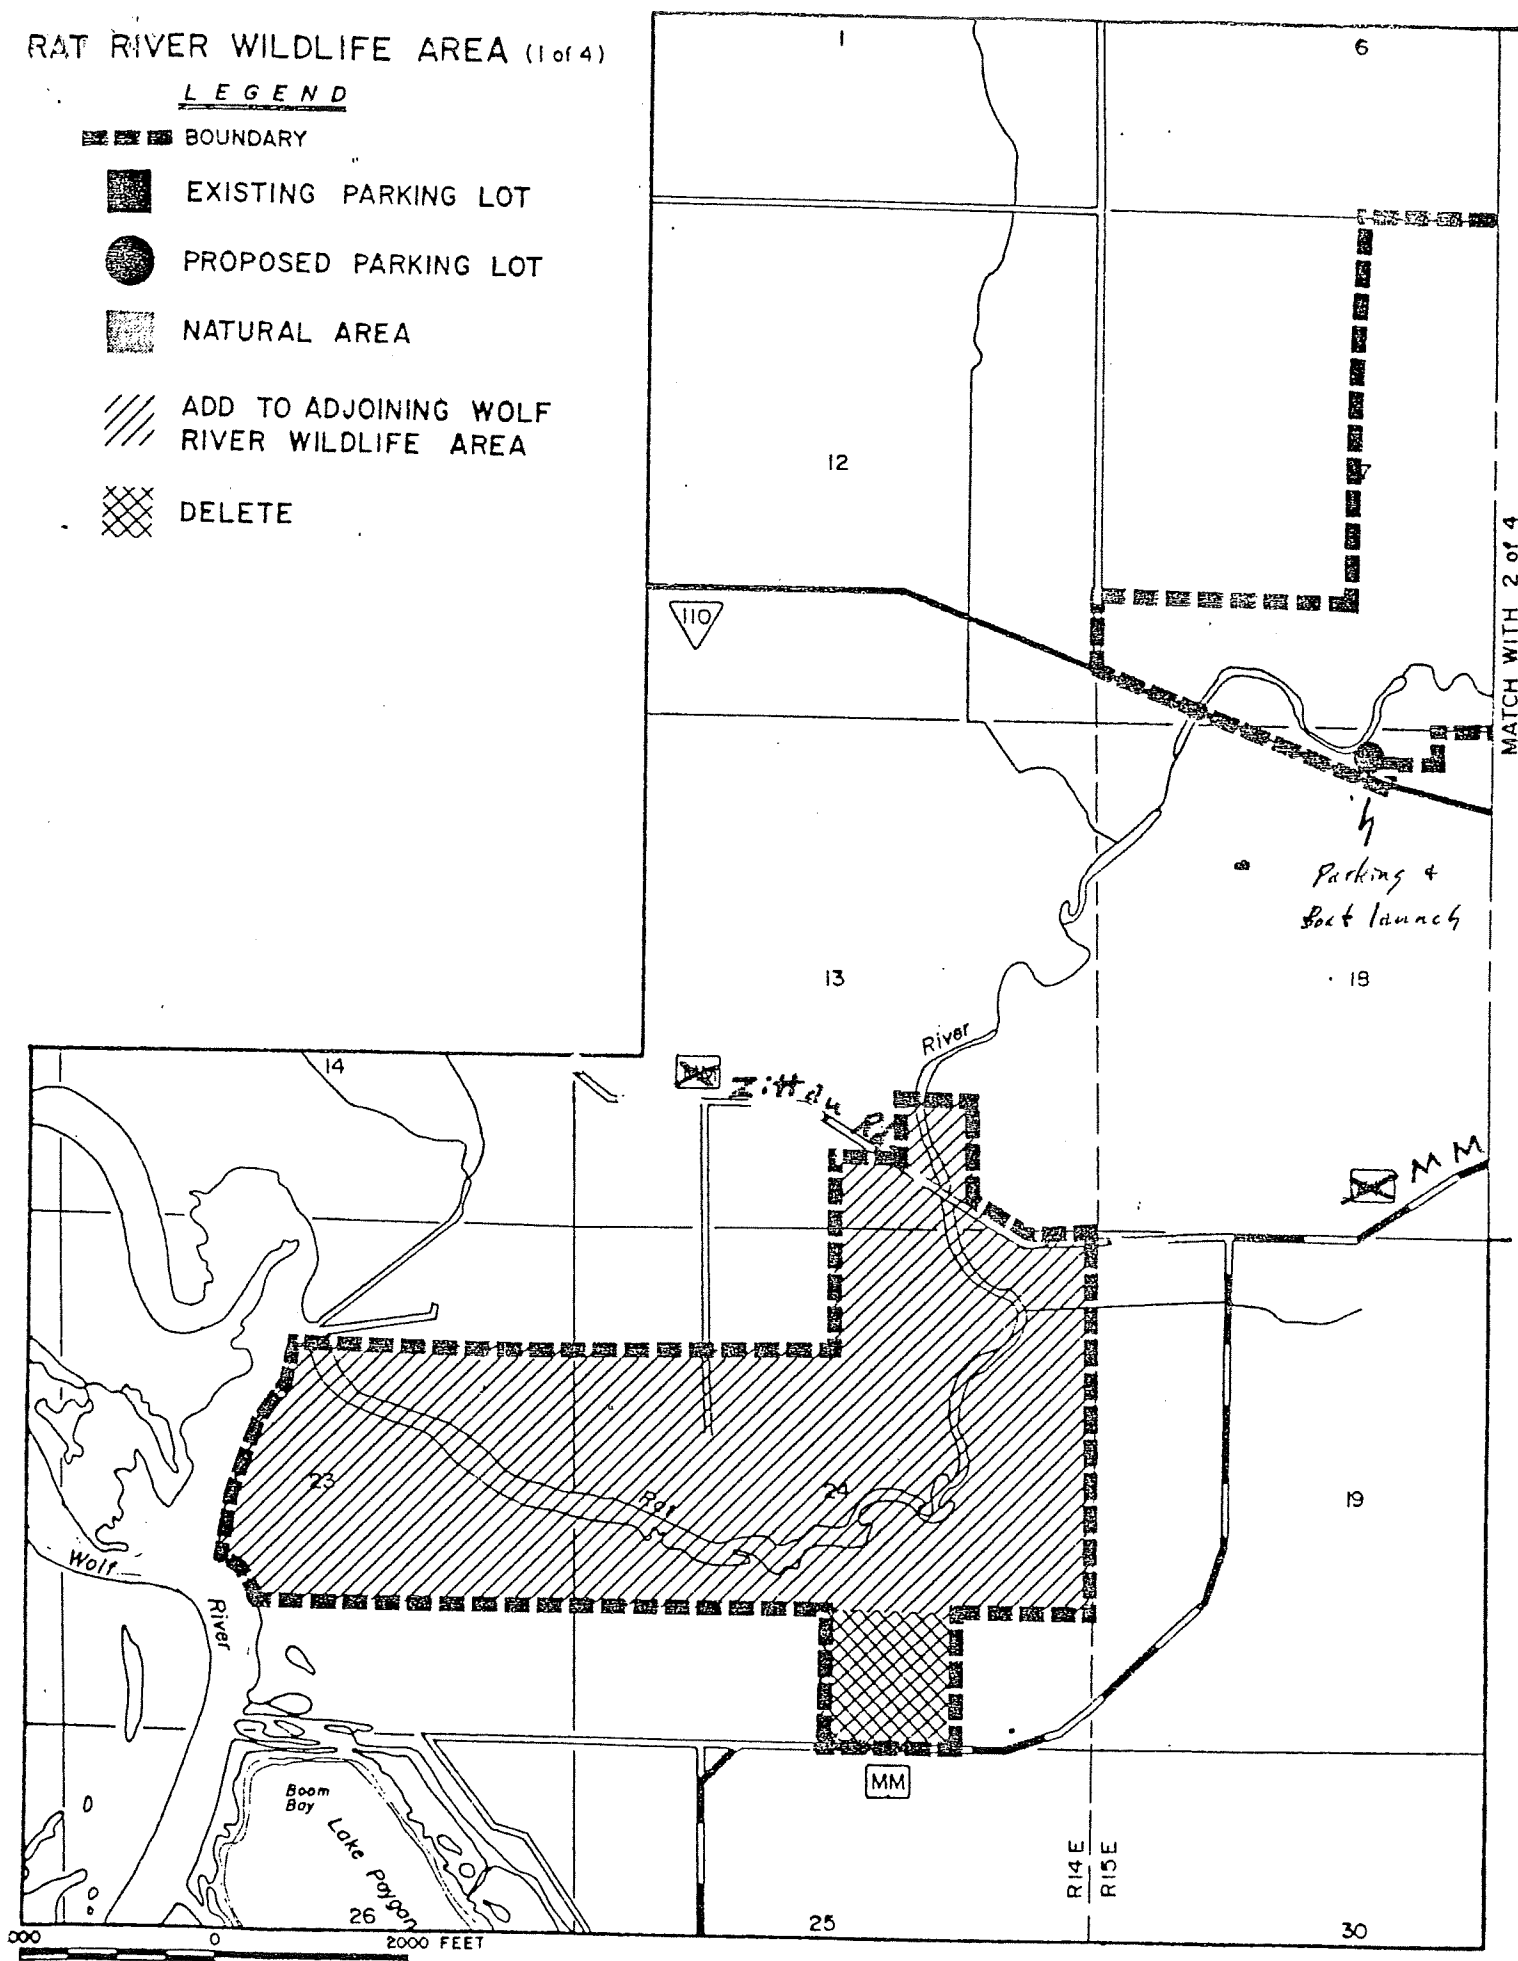 RAT RIVER WILDLIFE AREA (1 of 4)
LEGEND
BOUNDARY
EXISTING PARKING LOT
PROPOSED PARKING LOT
NATURAL AREA
ADD TO ADJOINING WOLF
RIVER WILDLIFE AREA
DELETE
1
6
12
7
110
MATCH WITH 2 of 4
Parking &
Boat launch
13
18
River
14
Zittau Rd
MM
23
Rat
24
19
Wolf
River
MM
Boom
Bay
Lake Poygan
R14E
R15E
26
25
30
0
2000 FEET